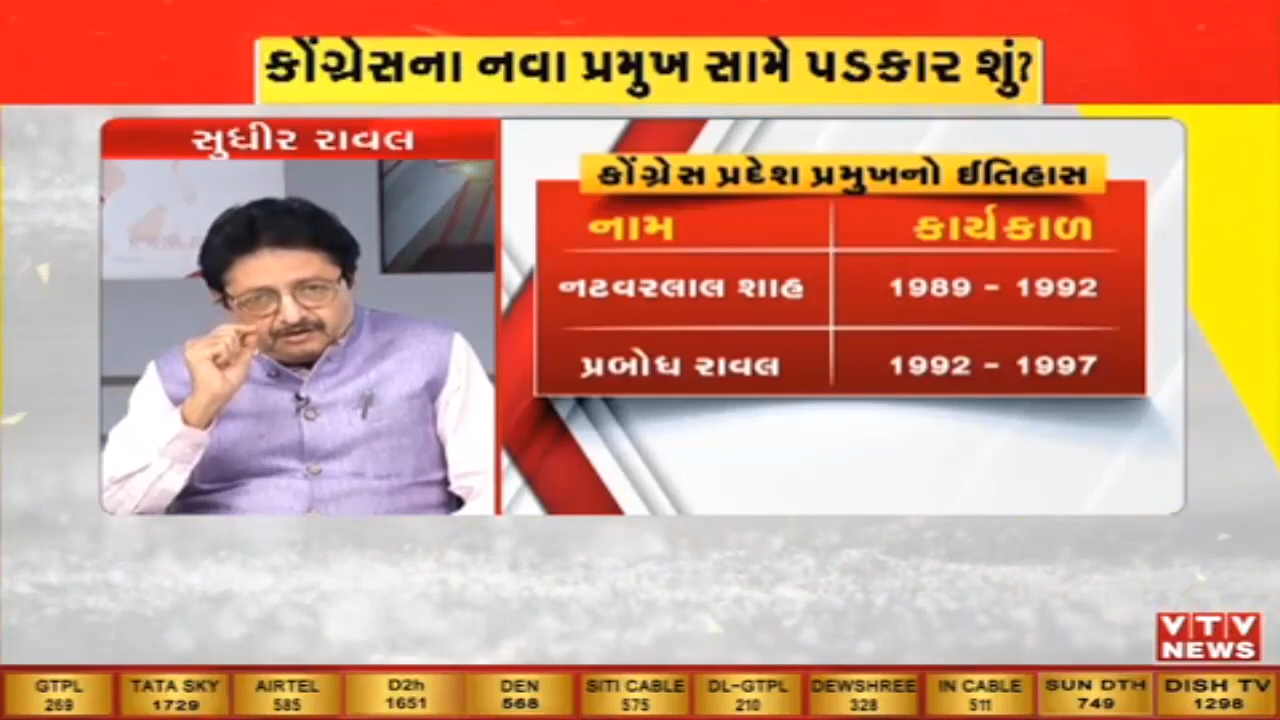 કોંગ્રેસના નવા પ્રમુખ સામે પડકાર શું?
સુધીર રાવલ
કોંગ્રેસ પ્રદેશ પ્રમુખનો ઈતિહાસ
નામ કાર્યકાળ
નટવરલાલ શાહ 1989 - 1992
પ્રબોધ રાવલ 1992 - 1997
VTV
NEWS
GTPL TATA SKY AIRTEL D2h DEN SITI CABLE DL-GTPL DEWSHREE IN CABLE SUN DTH DISH TV
269 1729 585 1651 568 575 210 328 511 749 1298